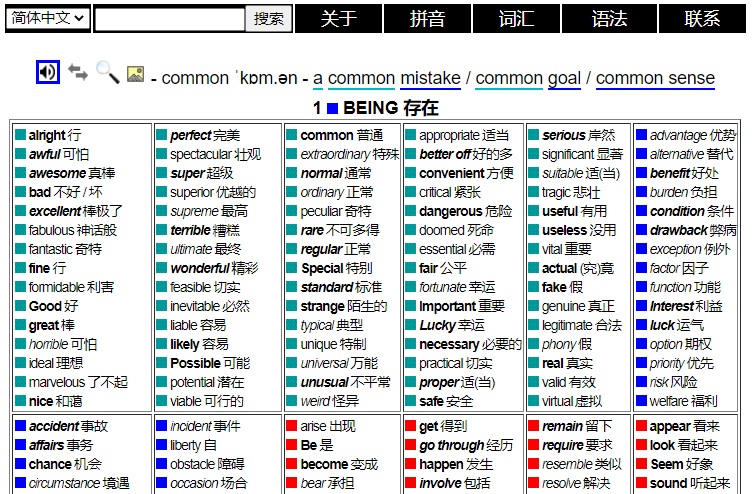 简体中文 搜索 关于 拼音 词汇 语法 联系
- common ˈkɒm.ən - a common mistake / common goal / common sense
1 BEING 存在
alright 行 perfect 完美 common 普通 appropriate 适当 serious 岸然 advantage 优势
awful 可怕 spectacular 壮观 extraordinary 特殊 better off 好的多 significant 显著 alternative 替代
awesome 真棒 super 超级 normal 通常 convenient 方便 suitable 适(当) benefit 好处
bad 不好 / 坏 superior 优越的 ordinary 正常 critical 紧张 tragic 悲壮 burden 负担
excellent 棒极了 supreme 最高 peculiar 奇特 dangerous 危险 useful 有用 condition 条件
fabulous 神话般 terrible 糟糕 rare 不可多得 doomed 死命 useless 没用 drawback 弊病
fantastic 奇特 ultimate 最终 regular 正常 essential 必需 vital 重要 exception 例外
fine 行 wonderful 精彩 Special 特别 fair 公平 actual (究)竟 factor 因子
formidable 利害 feasible 切实 standard 标准 fortunate 幸运 fake 假 function 功能
Good 好 inevitable 必然 strange 陌生的 Important 重要 genuine 真正 Interest 利益
great 棒 liable 容易 typical 典型 Lucky 幸运 legitimate 合法 luck 运气
horrible 可怕 likely 容易 unique 特制 necessary 必要的 phony 假 option 期权
ideal 理想 Possible 可能 universal 万能 practical 切实 real 真实 priority 优先
marvelous 了不起 potential 潜在 unusual 不平常 proper 适(当) valid 有效 risk 风险
nice 和蔼 viable 可行的 weird 怪异 safe 安全 virtual 虚拟 welfare 福利
accident 事故 incident 事件 arise 出现 get 得到 remain 留下 appear 看来
affairs 事务 liberty 自 Be 是 go through 经历 require 要求 look 看起来
chance 机会 obstacle 障碍 become 变成 happen 发生 resemble 类似 Seem 好象
circumstance 境遇 occasion 场合 bear 承担 involve 包括 resolve 解决 sound 听起来